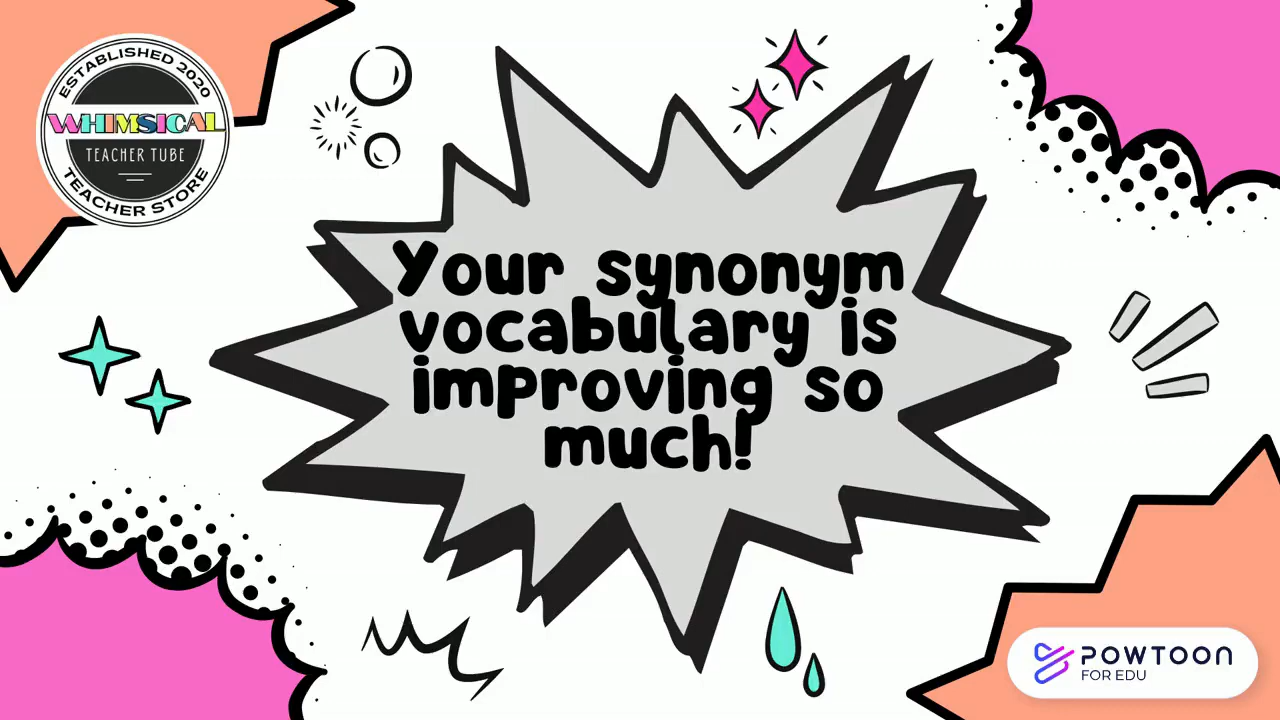 ESTABLISHED 2020
WHIMSICAL
TEACHER TUBE
TEACHER STORE
Your synonym
vocabulary is
improving so
much!
POWTOON
FOR EDU